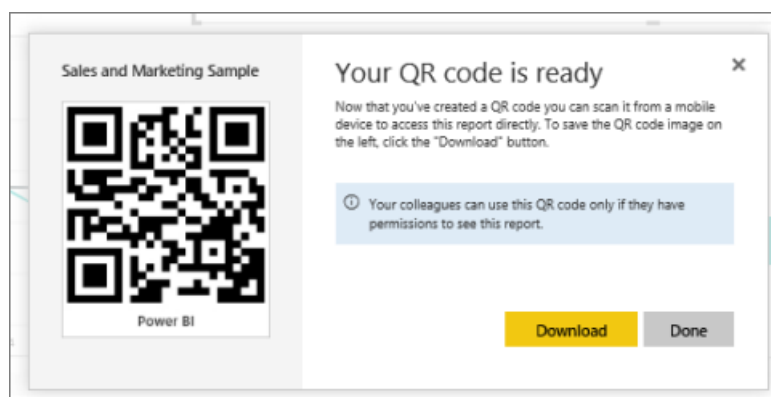 Sales and Marketing Sample
Power BI
Your QR code is ready
Now that you've created a QR code you can scan it from a mobile
device to access this report directly. To save the QR code image on
the left, click the "Download" button.
Your colleagues can use this QR code only if they have
permissions to see this report.
Download
Done